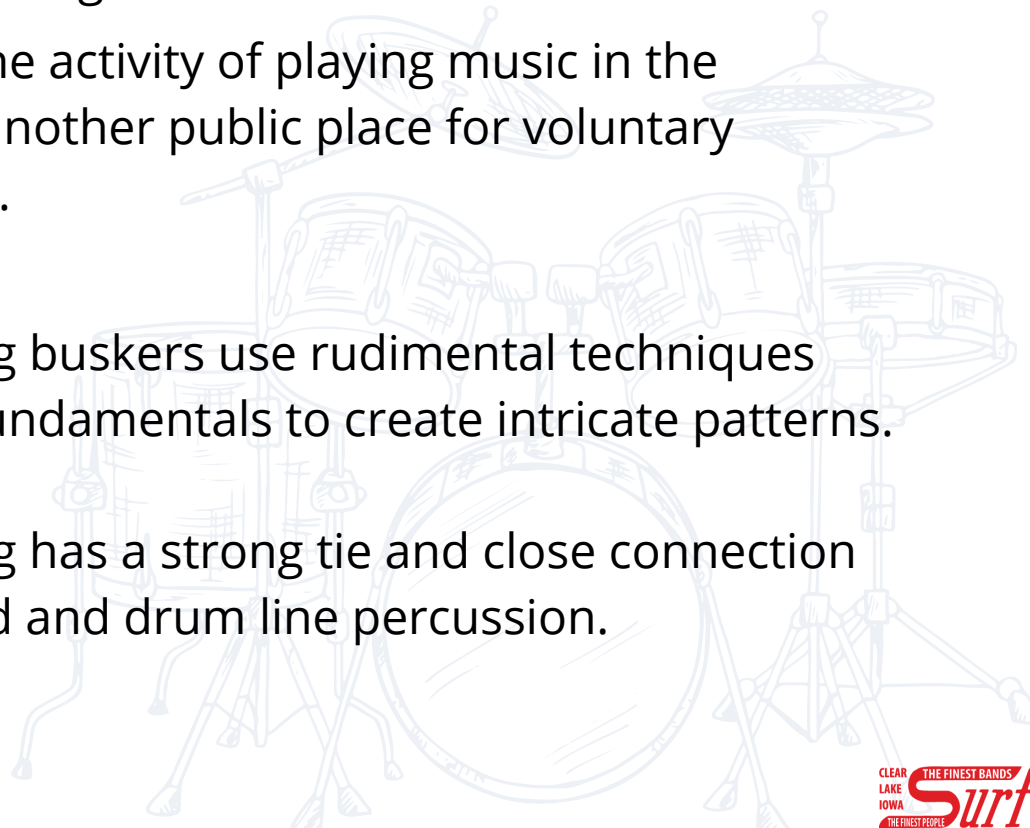 he activity of playing music in the
nother public place for voluntary
.
g buskers use rudimental techniques
undamentals to create intricate patterns.
g has a strong tie and close connection
d and drum line percussion.
CLEAR
LAKE
IOWA
THE FINEST BANDS
Surf
THE FINEST PEOPLE